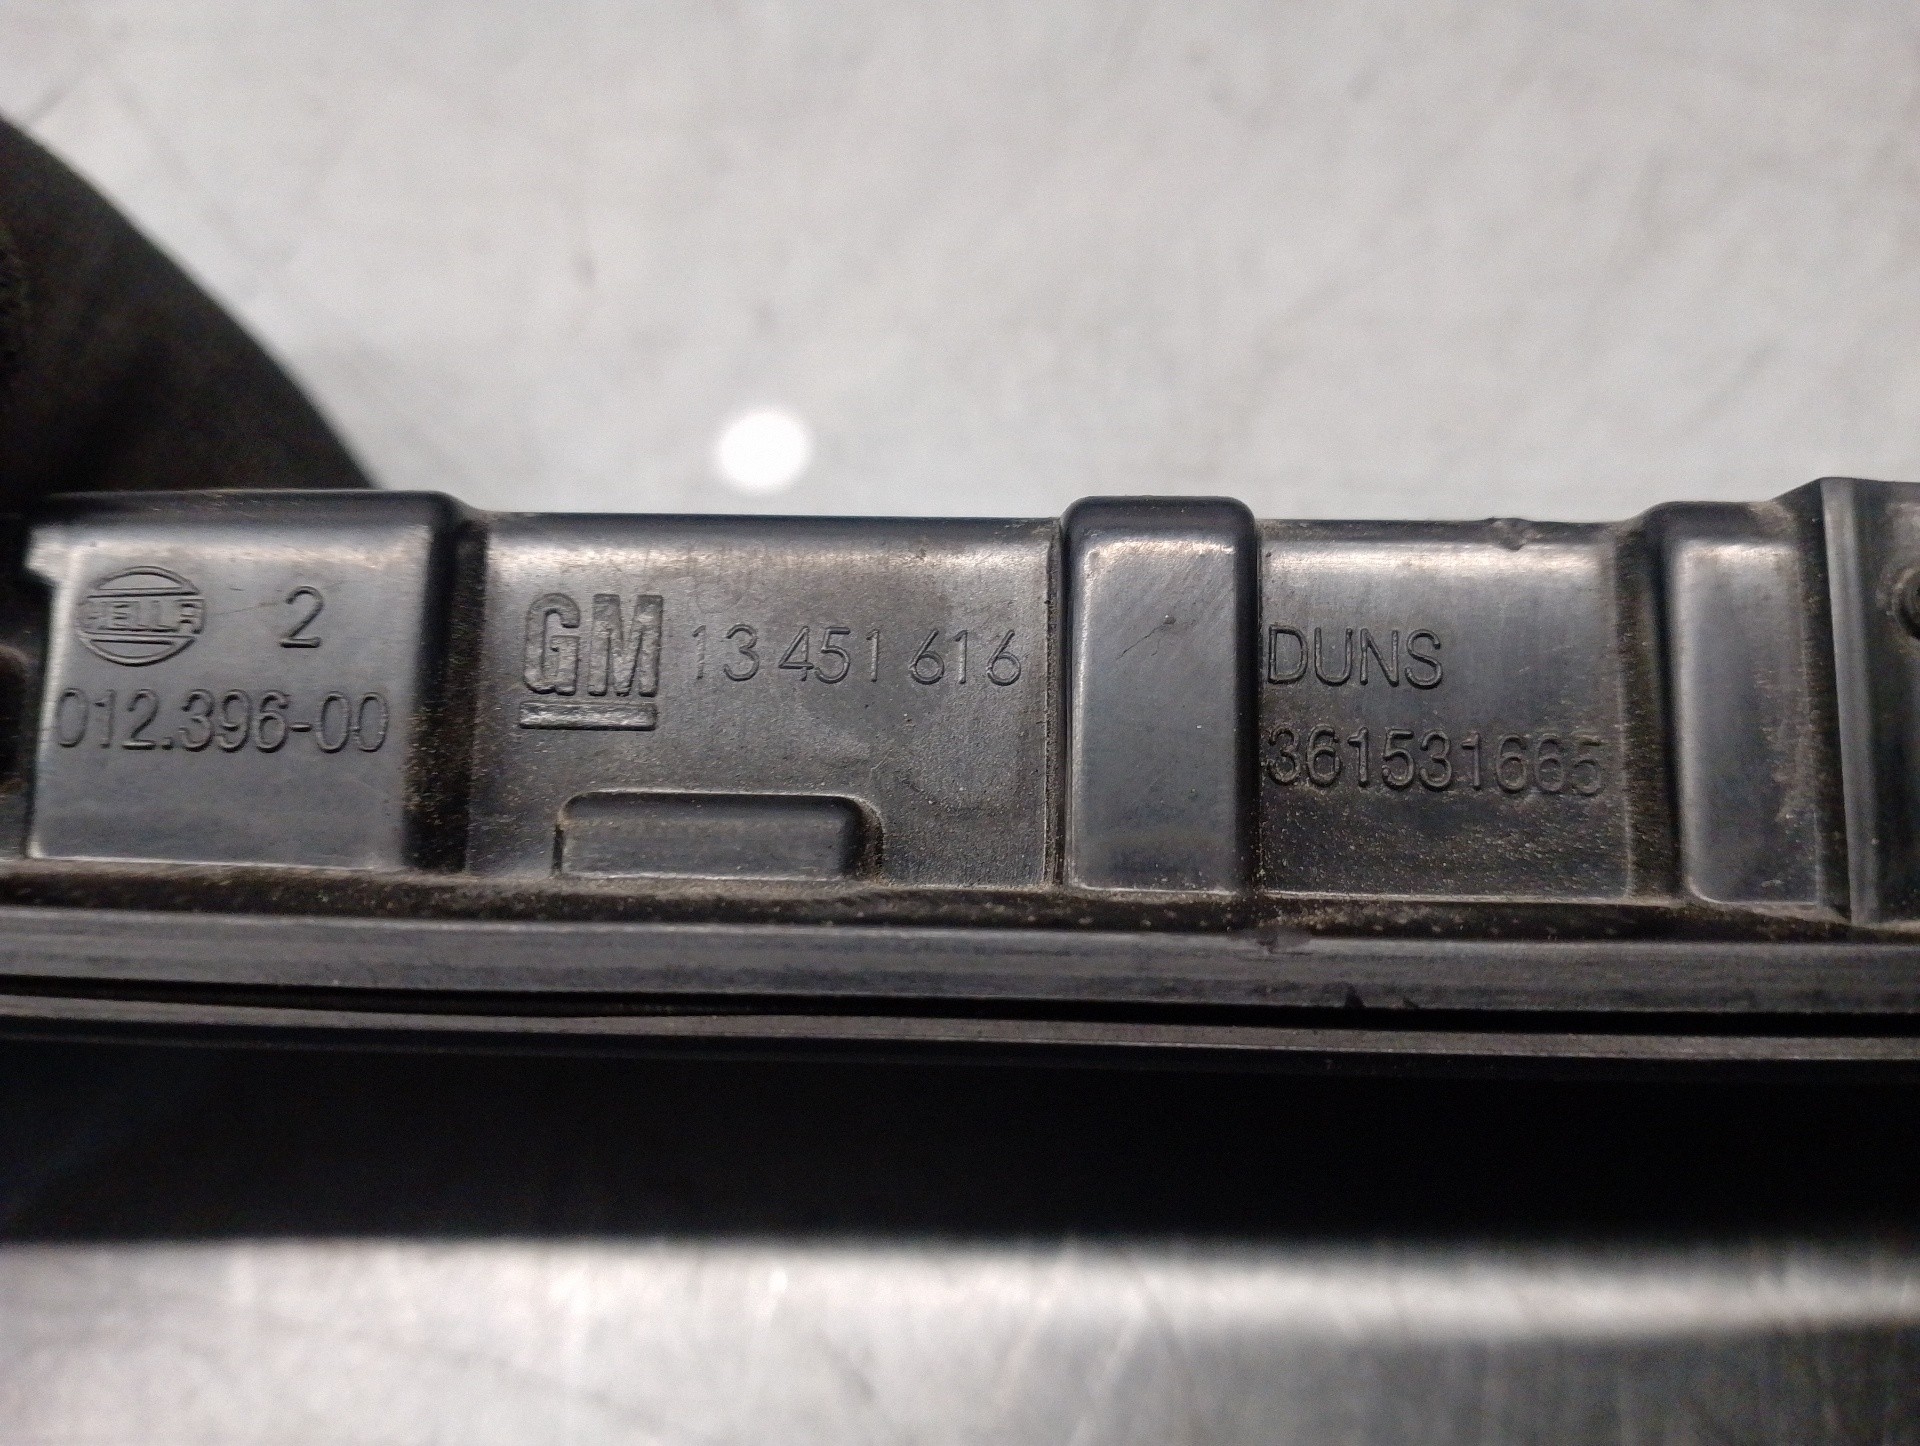 HELLA 2
012.396-00
GM 13 451 616
DUNS
361531665